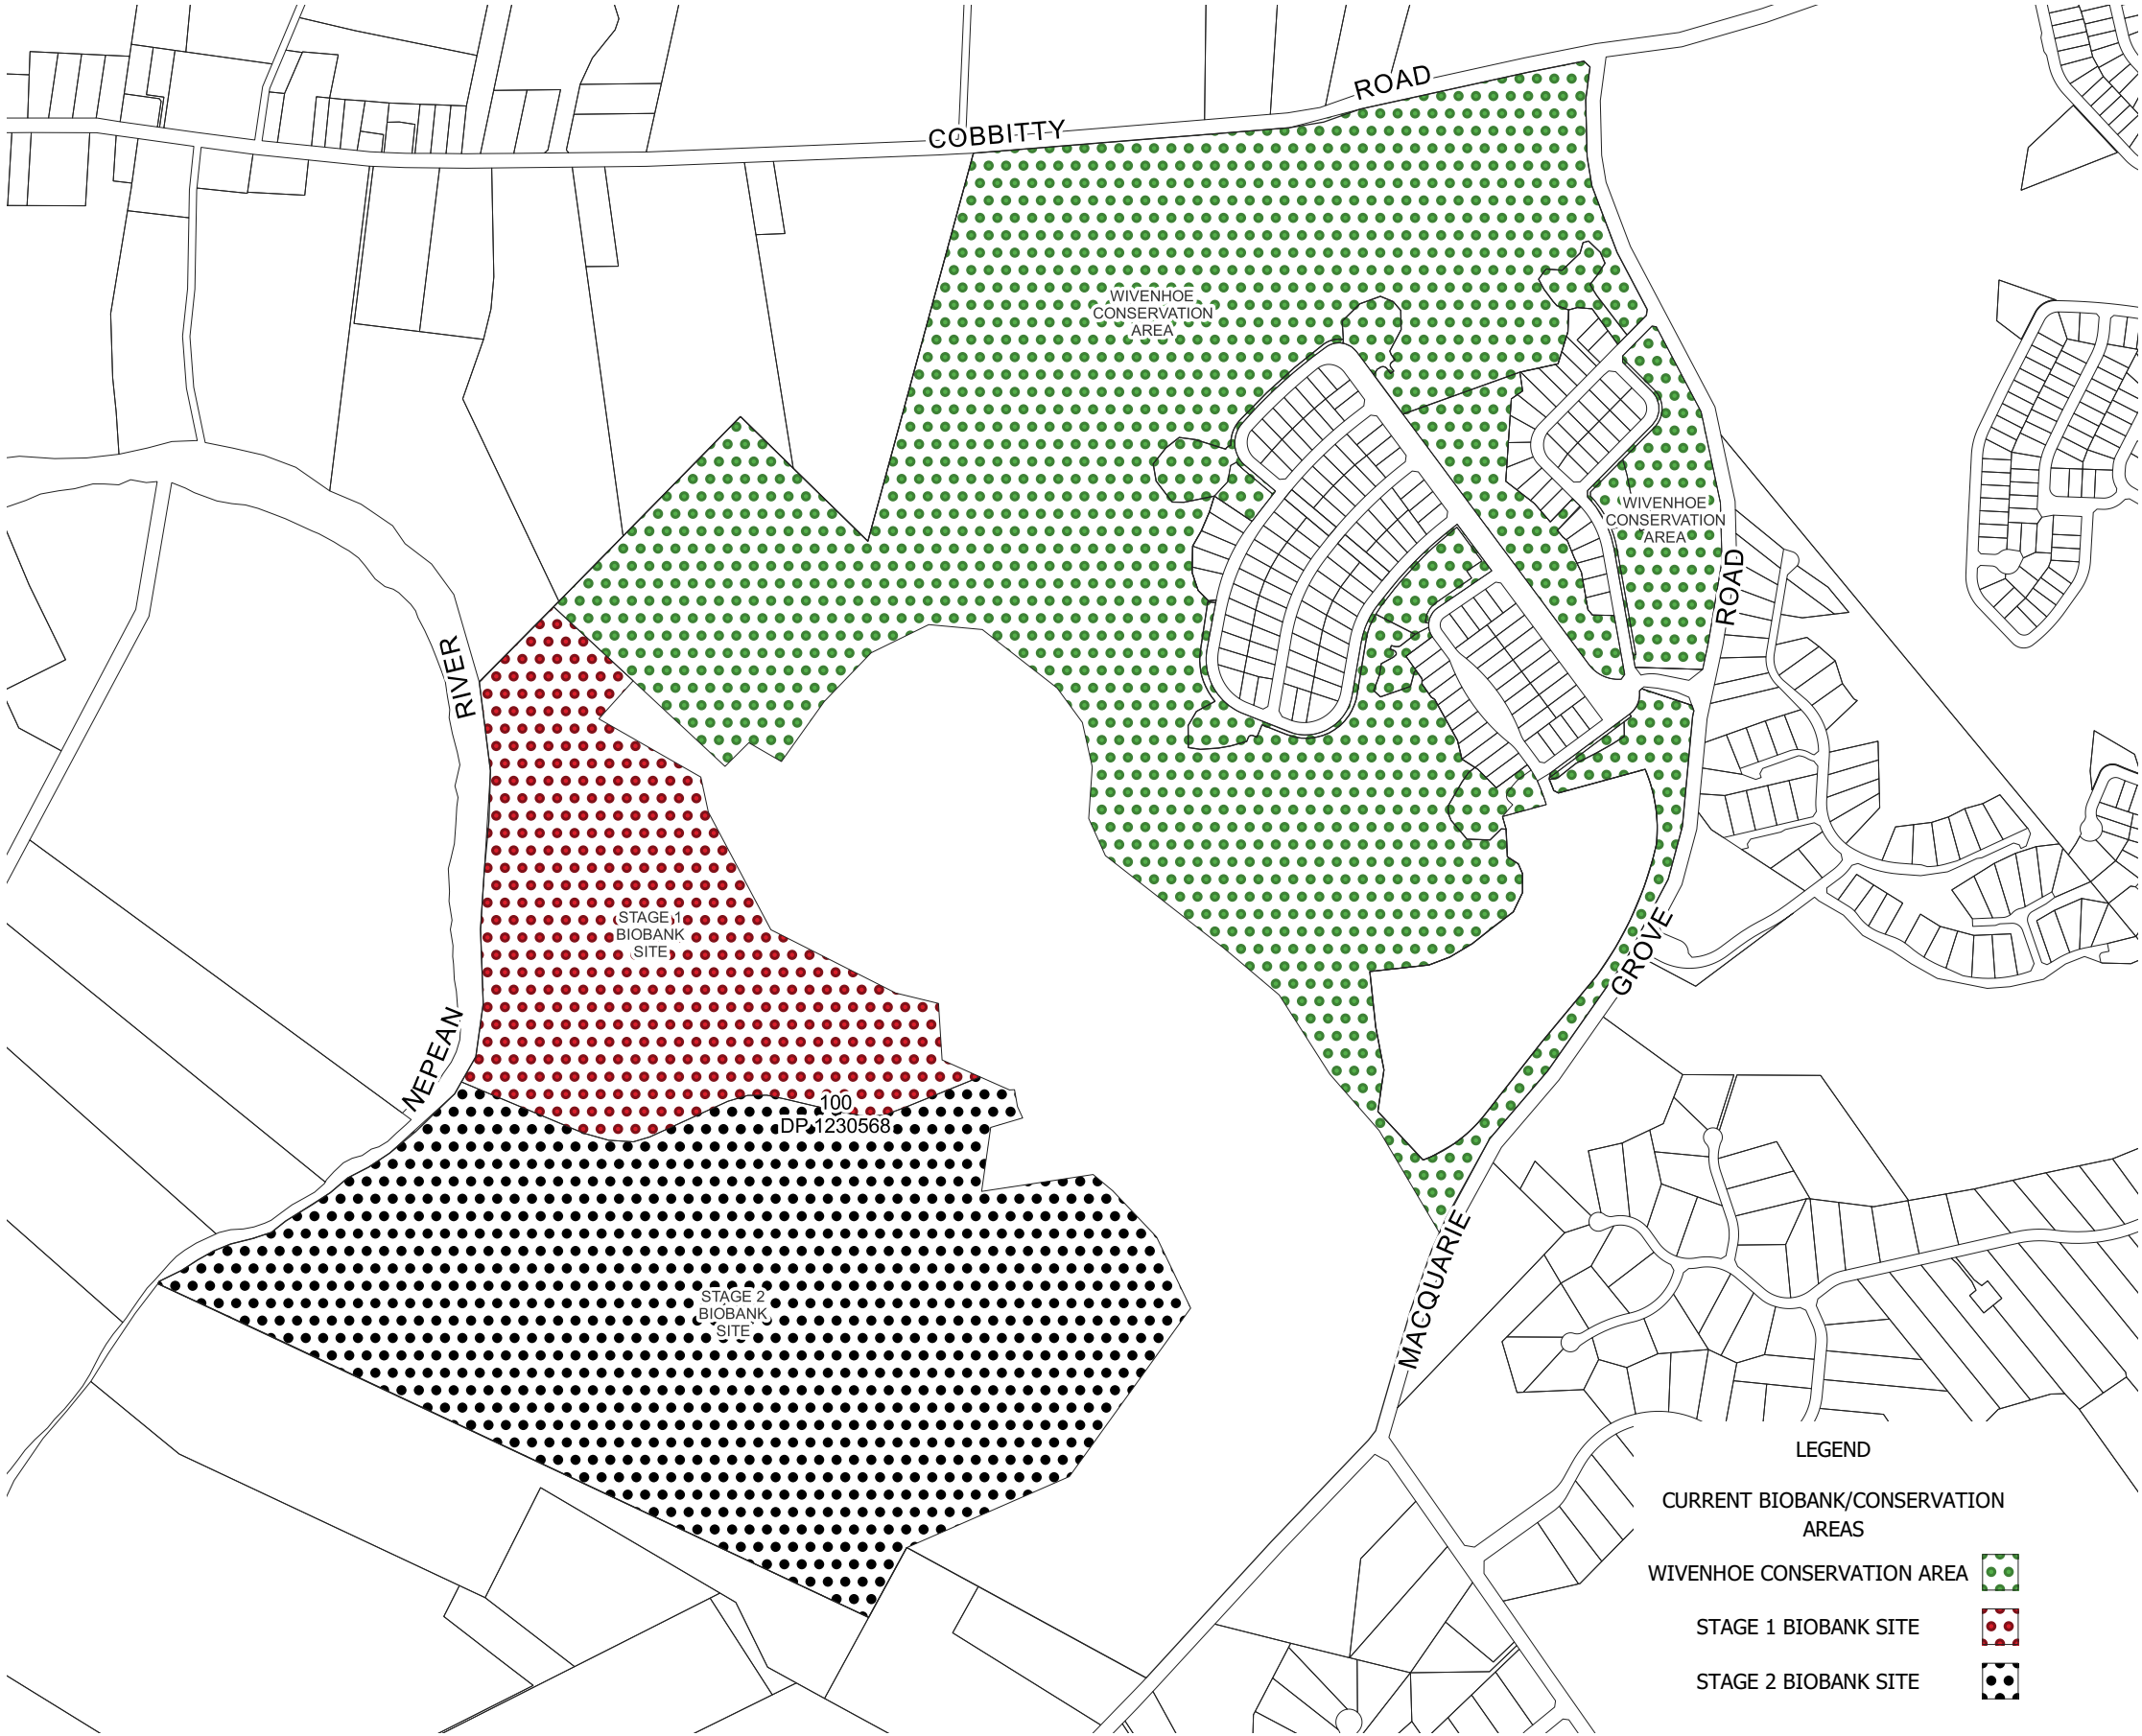 ROAD
COBBITTY
WIVENHOE
CONSERVATION
AREA
WIVENHOE
CONSERVATION
AREA
ROAD
RIVER
STAGE 1
BIOBANK
SITE
GROVE
NEPEAN
100
DP 1230568
MACQUARIE
STAGE 2
BIOBANK
SITE
LEGEND
CURRENT BIOBANK/CONSERVATION
AREAS
WIVENHOE CONSERVATION AREA
STAGE 1 BIOBANK SITE
STAGE 2 BIOBANK SITE